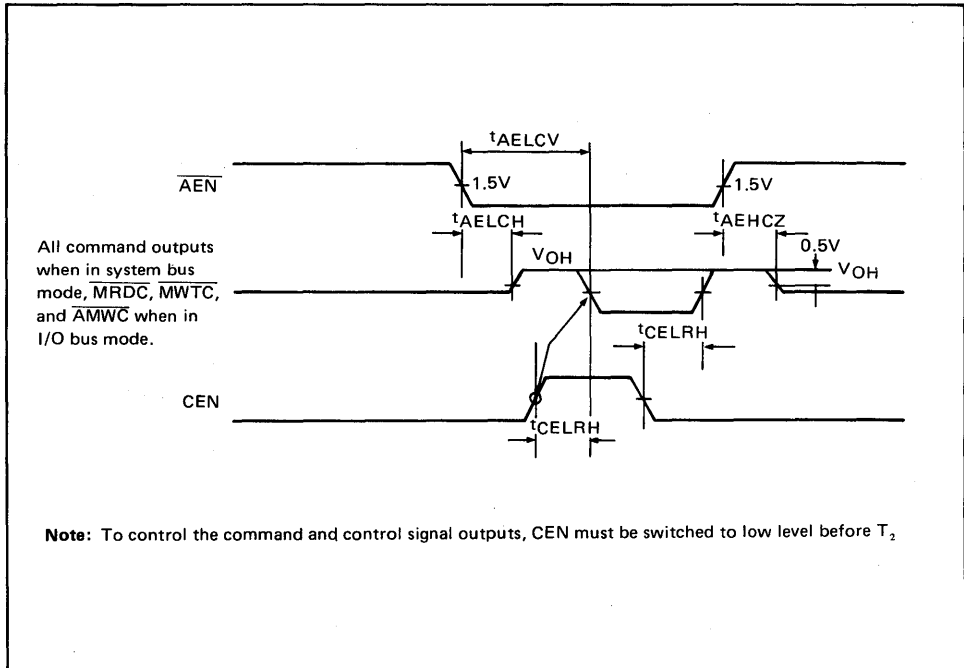 tAELCV
AEN
1.5V
1.5V
tAELCH
tAEHCZ
0.5V
All command outputs
when in system bus
mode, MRDC, MWTC,
and AMWC when in
I/O bus mode.
VOH
VOH
tCELRH
CEN
tCELRH
Note: To control the command and control signal outputs, CEN must be switched to low level before T₂